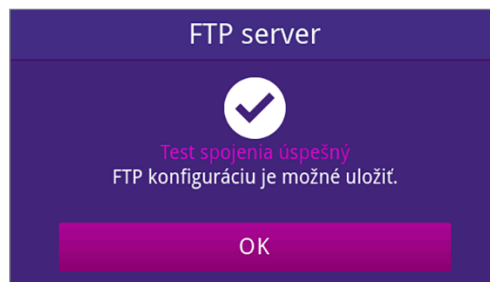 FTP server
Test spojenia úspešný
FTP konfiguráciu je možné uložiť.
OK